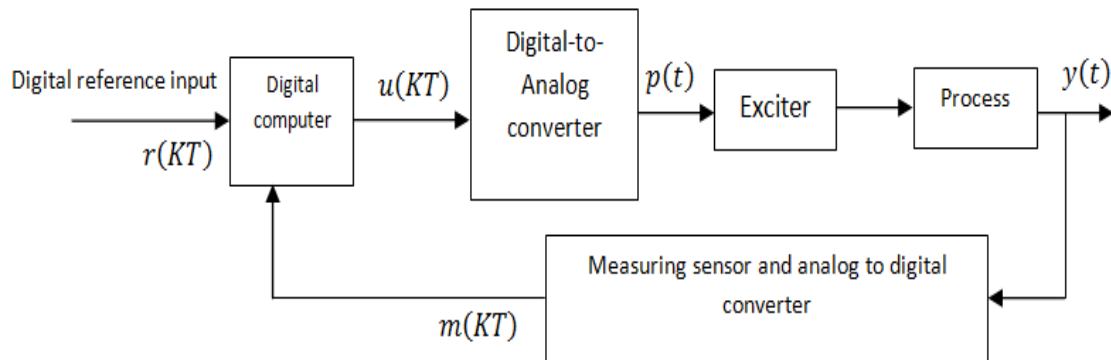 Digital reference input
r(KT)
Digital
computer
u(KT)
Digital-to-
Analog
converter
p(t)
Exciter
Process
y(t)
Measuring sensor and analog to digital
converter
m(KT)